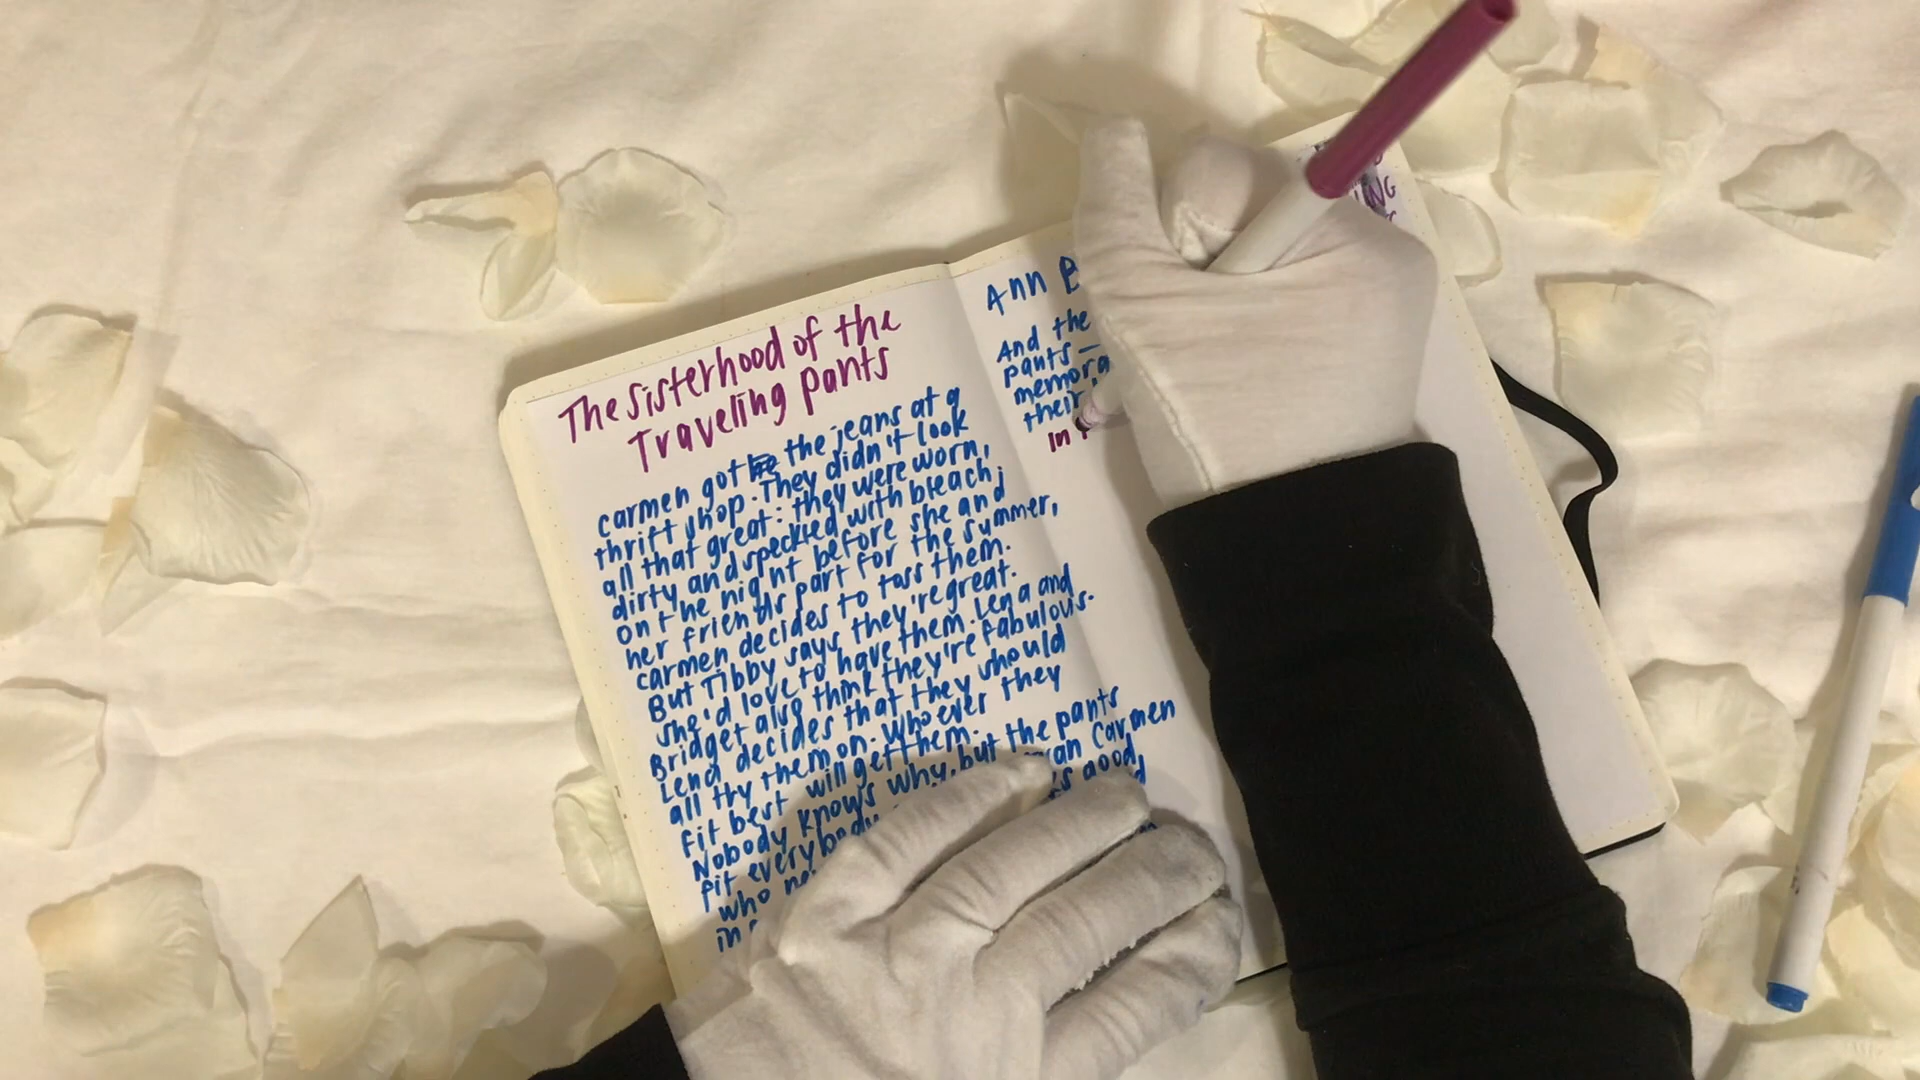 The Sisterhood of the
Traveling Pants
carmen got the jeans at a
thrift shop. They didn't look
all that great: they were worn,
dirty and speckled with bleach.
on the night before she and
her friends part for the summer,
carmen decides to toss them.
But Tibby says they're great.
she'd love to have them. Lena and
Bridget also think they're fabulous.
Lena decides that they should
all try them on. Whoever they
fit best will get them.
Nobody knows why, but the pants
fit everybody Carmen
who good
in
Ann
And the
pants —
their
In